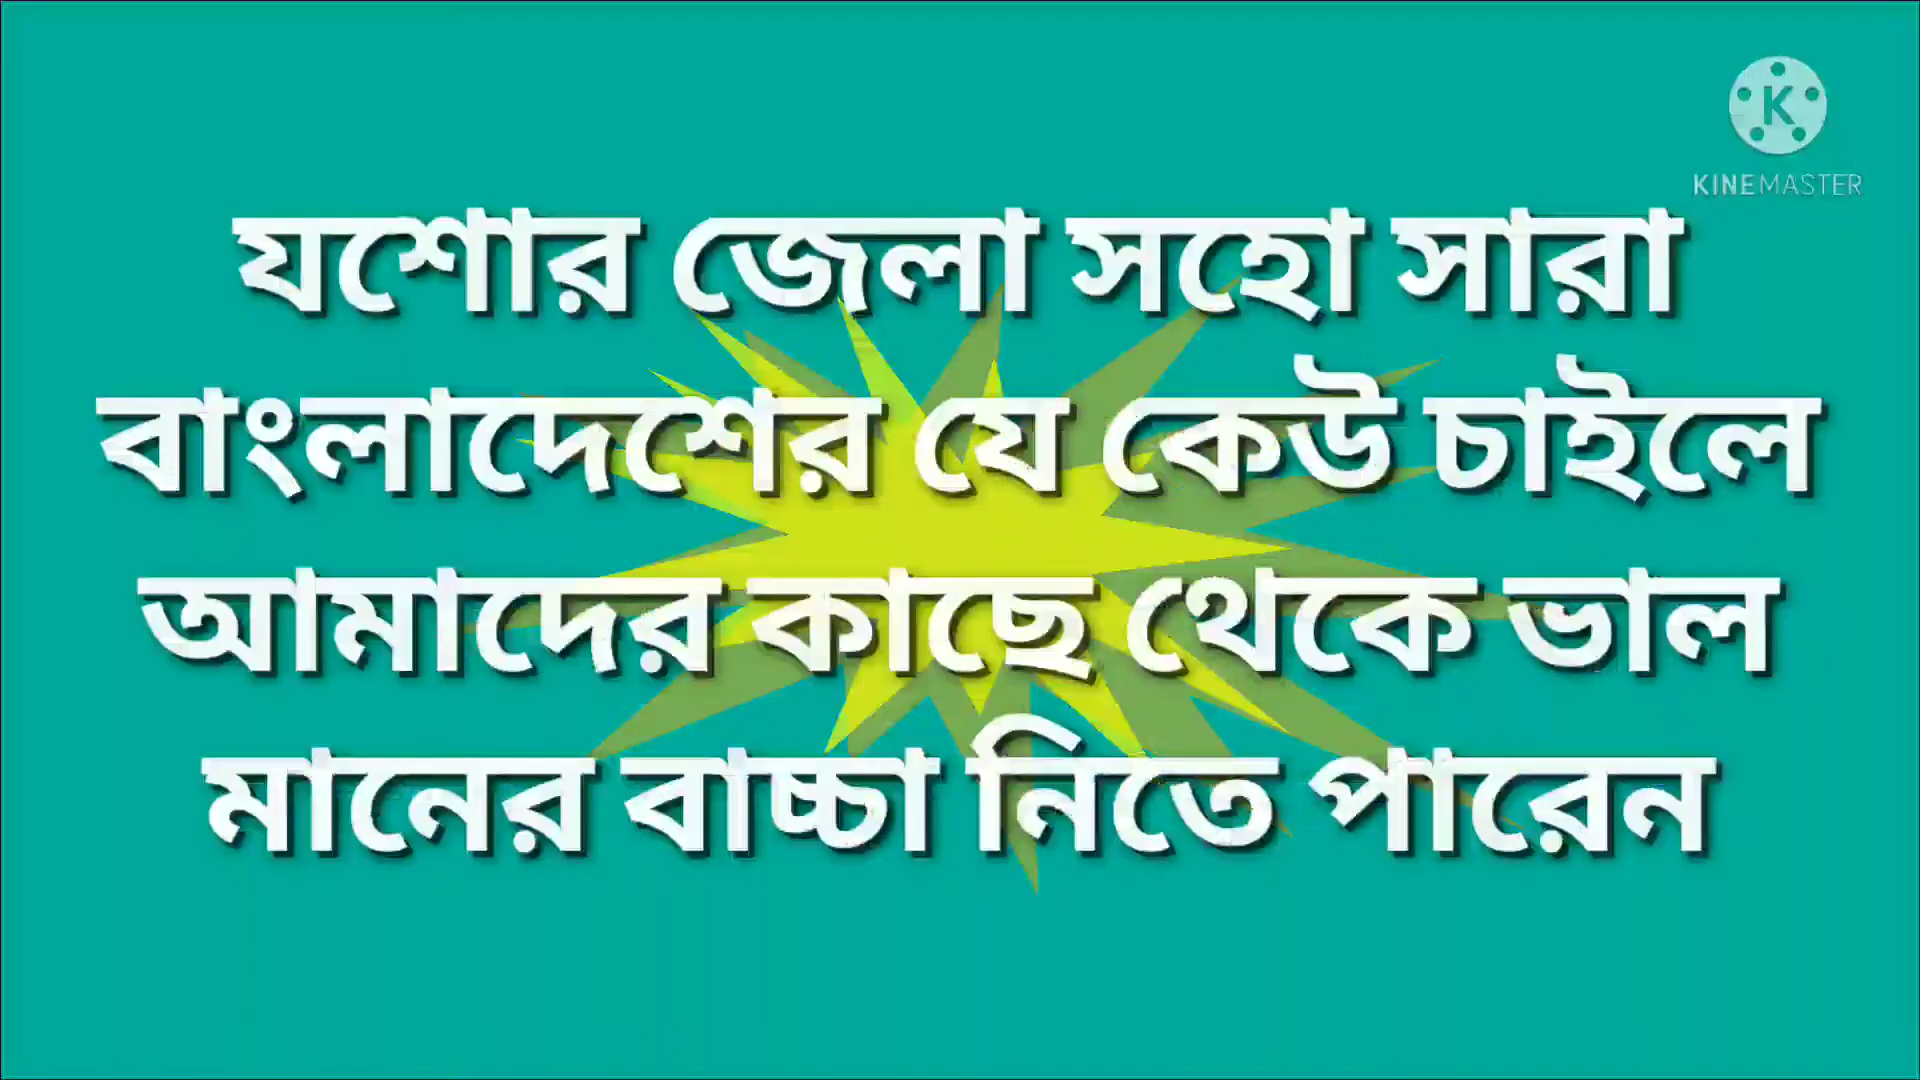 KINEMASTER
যশোর জেলা সহো সারা
বাংলাদেশের যে কেউ চাইলে
আমাদের কাছে থেকে ভাল
মানের বাচ্চা নিতে পারেন